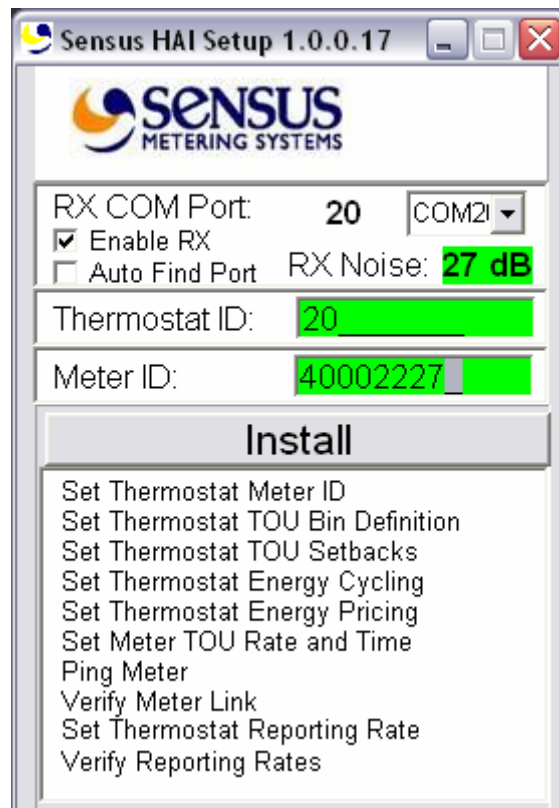 Sensus HAI Setup 1.0.0.17
SENSUS
METERING SYSTEMS
RX COM Port: 20 COM2
Enable RX
Auto Find Port RX Noise: 27 dB
Thermostat ID: 20________
Meter ID: 40002227_
Install
Set Thermostat Meter ID
Set Thermostat TOU Bin Definition
Set Thermostat TOU Setbacks
Set Thermostat Energy Cycling
Set Thermostat Energy Pricing
Set Meter TOU Rate and Time
Ping Meter
Verify Meter Link
Set Thermostat Reporting Rate
Verify Reporting Rates